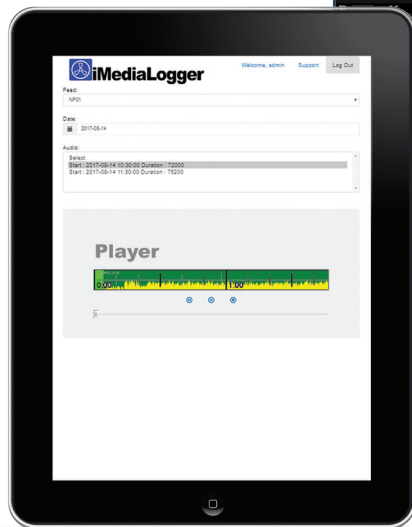 iMediaLogger
Welcome, admin Support Log Out
Feed:
NF01
Date:
2017-08-14
Audio:
Select
Start : 2017-08-14 10:30:00 Duration : 72000
Start : 2017-08-14 11:30:00 Duration : 75200
Player
0:00 1:00